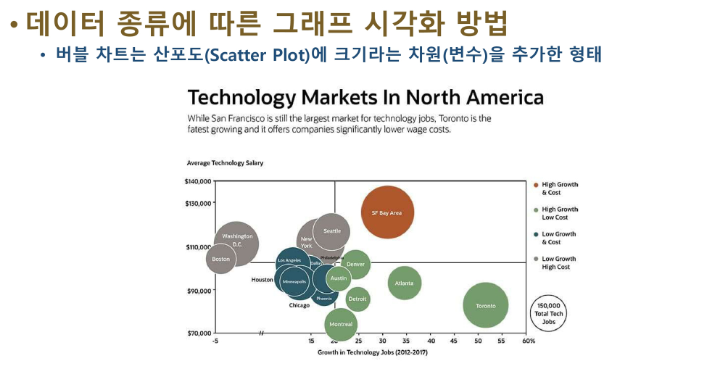 • 데이터 종류에 따른 그래프 시각화 방법
• 버블 차트는 산포도(Scatter Plot)에 크기라는 차원(변수)을 추가한 형태
Technology Markets In North America
While San Francisco is still the largest market for technology jobs, Toronto is the
fatest growing and it offers companies significantly lower wage costs.
Average Technology Salary
$140,000
$130,000
$110,000
$90,000
$70,000
Washington
D.C.
Boston
New
York
Seattle
SF Bay Area
Los Angeles
Philadelphia
Denver
Houston
Minneapolis
Austin
Phoenix
Chicago
Detroit
Atlanta
Montreal
Toronto
High Growth
& Cost
High Growth
Low Cost
Low Growth
& Cost
Low Growth
High Cost
150,000
Total Tech
Jobs
-5
//
15
25
30
35
40
45
50
55
60%
Growth in Technology Jobs (2012-2017)